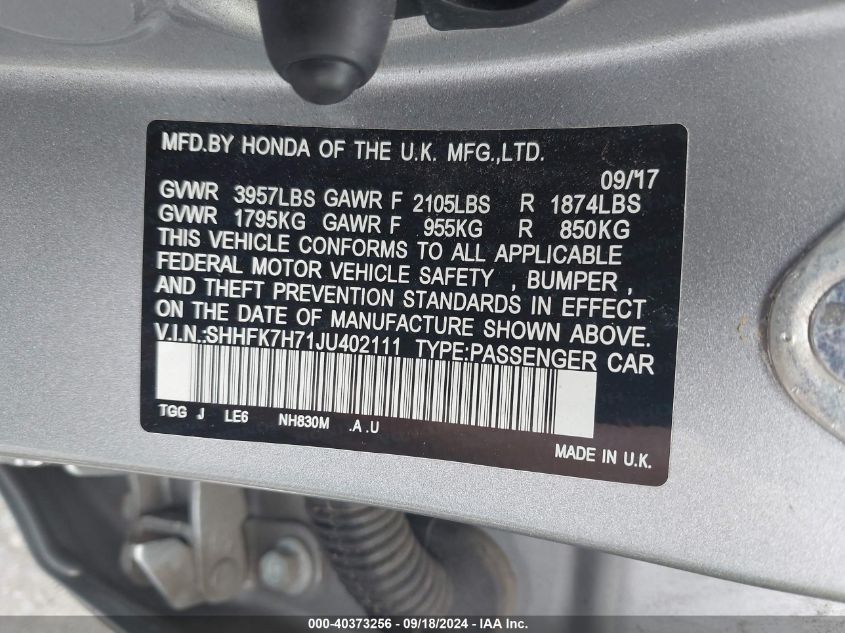 MFD.BY HONDA OF THE U.K. MFG.,LTD.
09/17
GVWR 3957LBS GAWR F 2105LBS R 1874LBS
GVWR 1795KG GAWR F 955KG R 850KG
THIS VEHICLE CONFORMS TO ALL APPLICABLE
FEDERAL MOTOR VEHICLE SAFETY , BUMPER ,
AND THEFT PREVENTION STANDARDS IN EFFECT
ON THE DATE OF MANUFACTURE SHOWN ABOVE.
V.I.N.:SHHFK7H71JU402111 TYPE:PASSENGER CAR
TGG J LE6 NH830M .A .U
MADE IN U.K.
000-40373256 - 09/18/2024 - IAAI Inc.